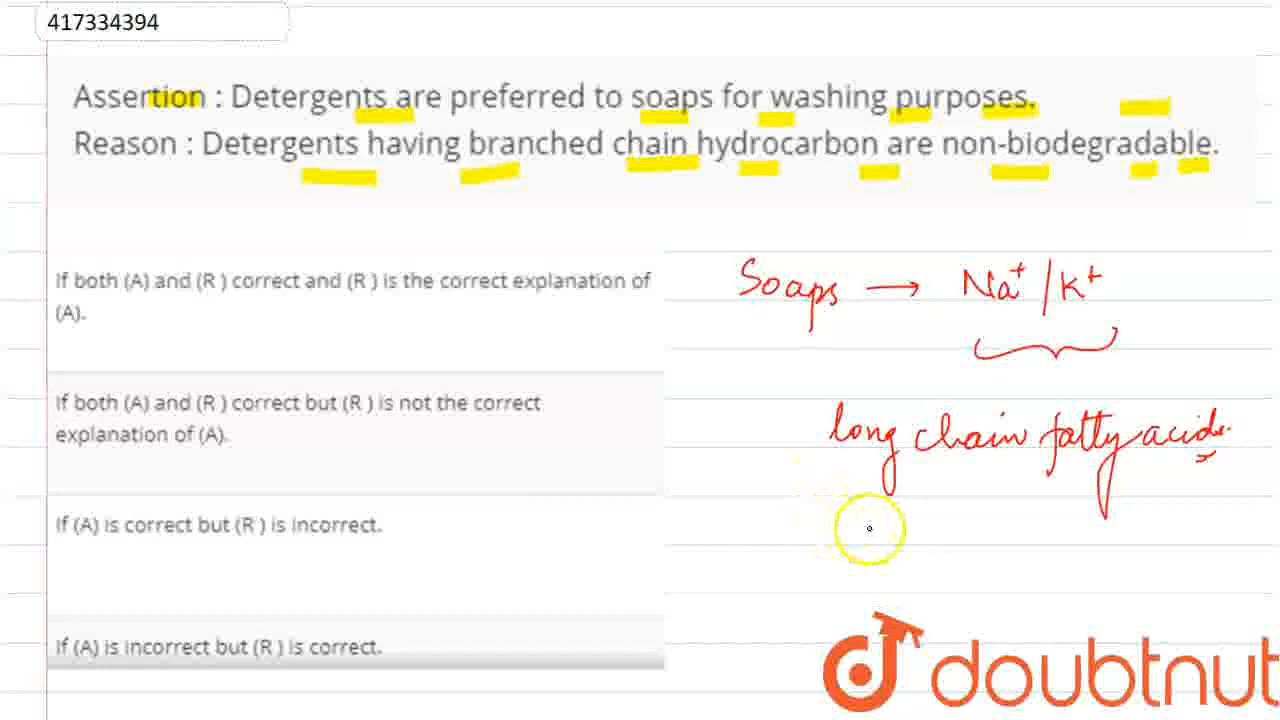 417334394
Assertion : Detergents are preferred to soaps for washing purposes.
Reason : Detergents having branched chain hydrocarbon are non-biodegradable.
If both (A) and (R ) correct and (R ) is the correct explanation of
(A).
If both (A) and (R ) correct but (R ) is not the correct
explanation of (A).
If (A) is correct but (R ) is incorrect.
If (A) is incorrect but (R ) is correct.
Soaps → Na+ / K+
long chain fatty acids.
doubtnut